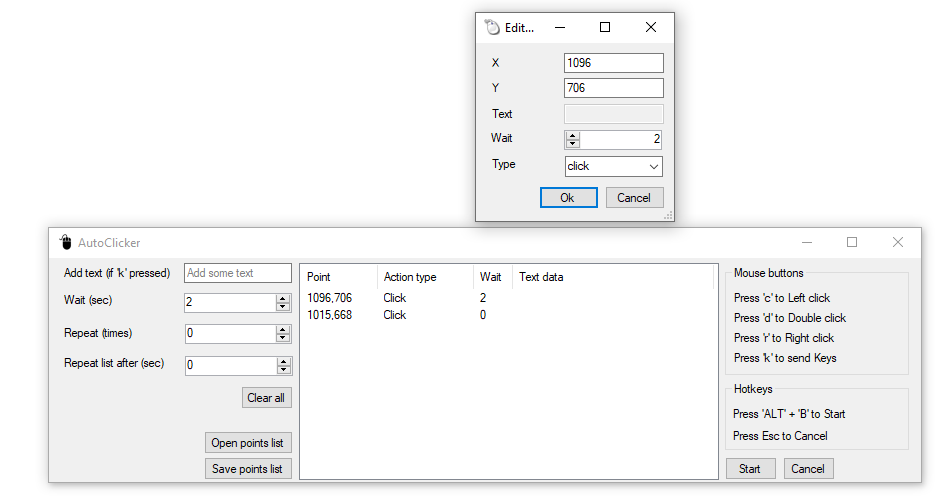 Edit...
X 1096
Y 706
Text
Wait 2
Type click
Ok Cancel
AutoClicker
Add text (if 'k' pressed) Add some text
Wait (sec) 2
Repeat (times) 0
Repeat list after (sec) 0
Clear all
Open points list
Save points list
Point Action type Wait Text data
1096,706 Click 2
1015,668 Click 0
Mouse buttons
Press 'c' to Left click
Press 'd' to Double click
Press 'r' to Right click
Press 'k' to send Keys
Hotkeys
Press 'ALT' + 'B' to Start
Press Esc to Cancel
Start Cancel